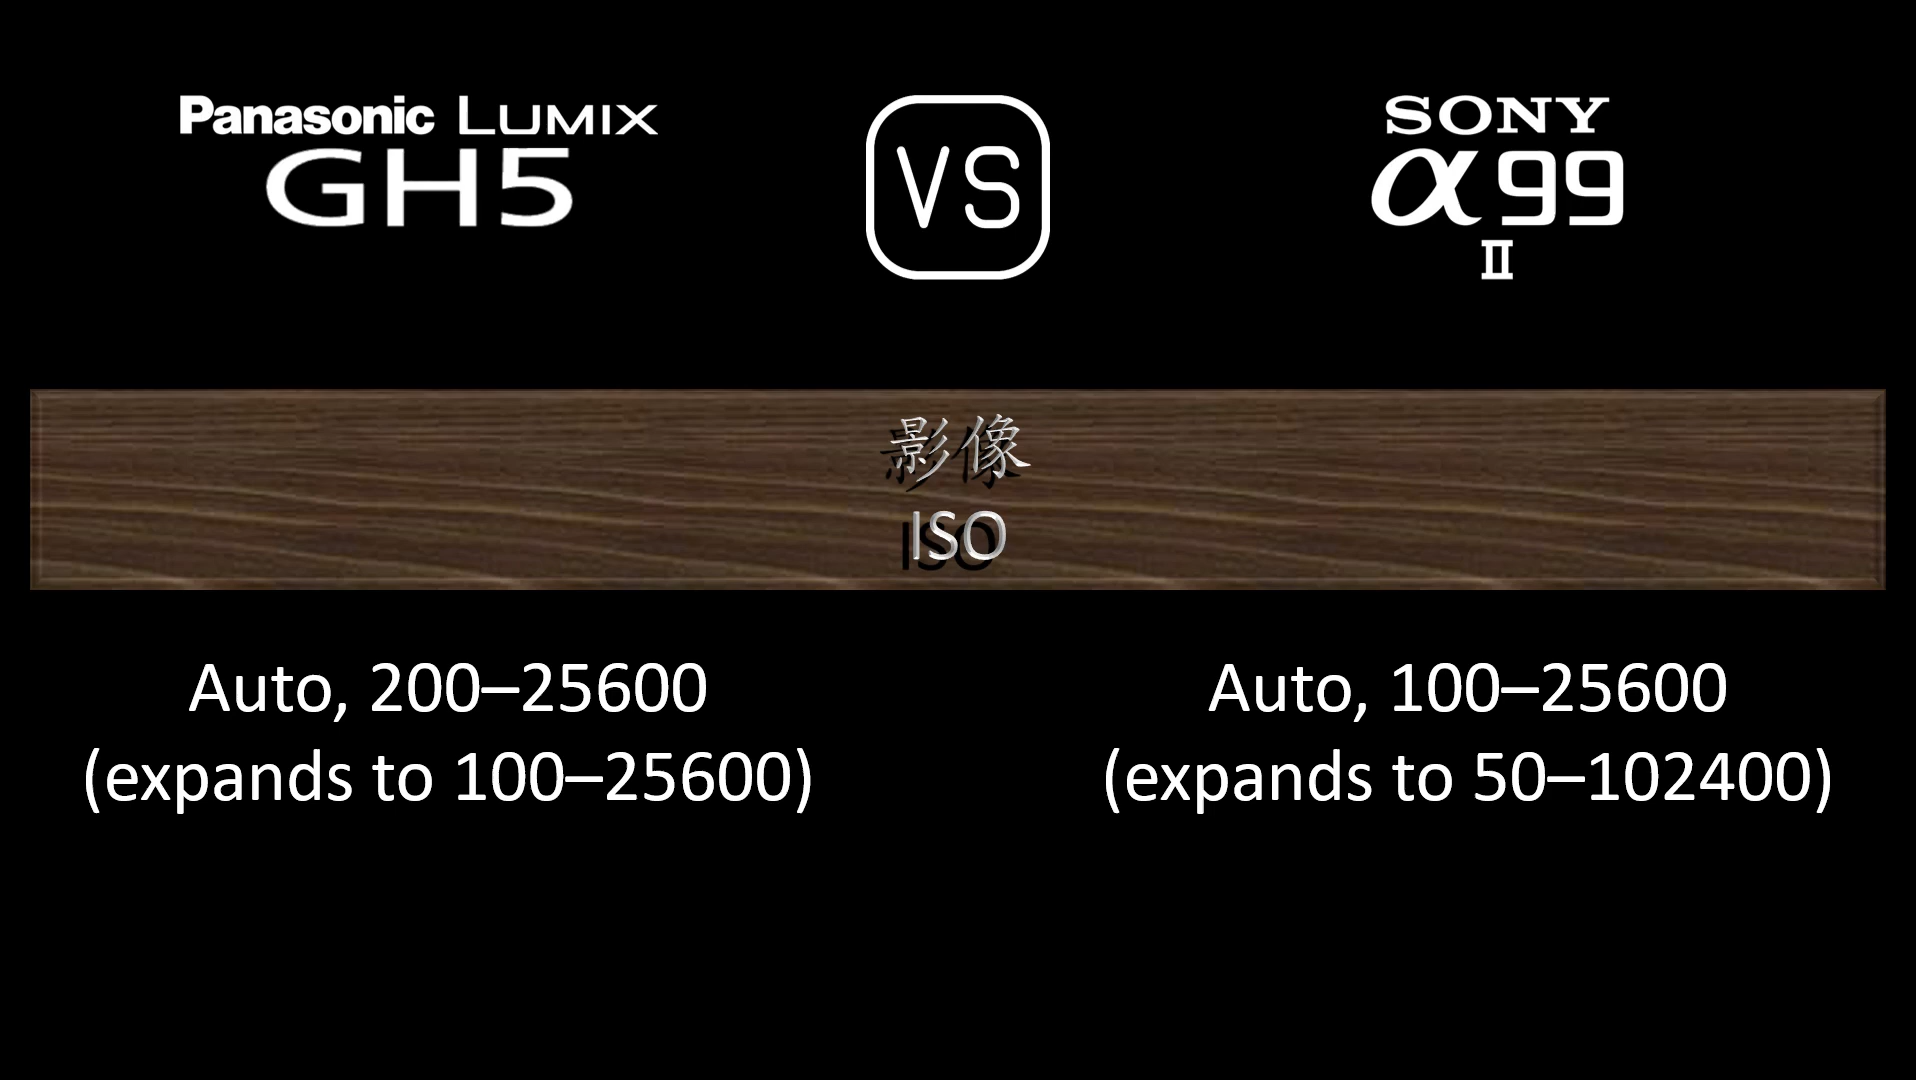 Panasonic LUMIX
GH5
VS
SONY
α99
II
影像
ISO
Auto, 200–25600
(expands to 100–25600)
Auto, 100–25600
(expands to 50–102400)